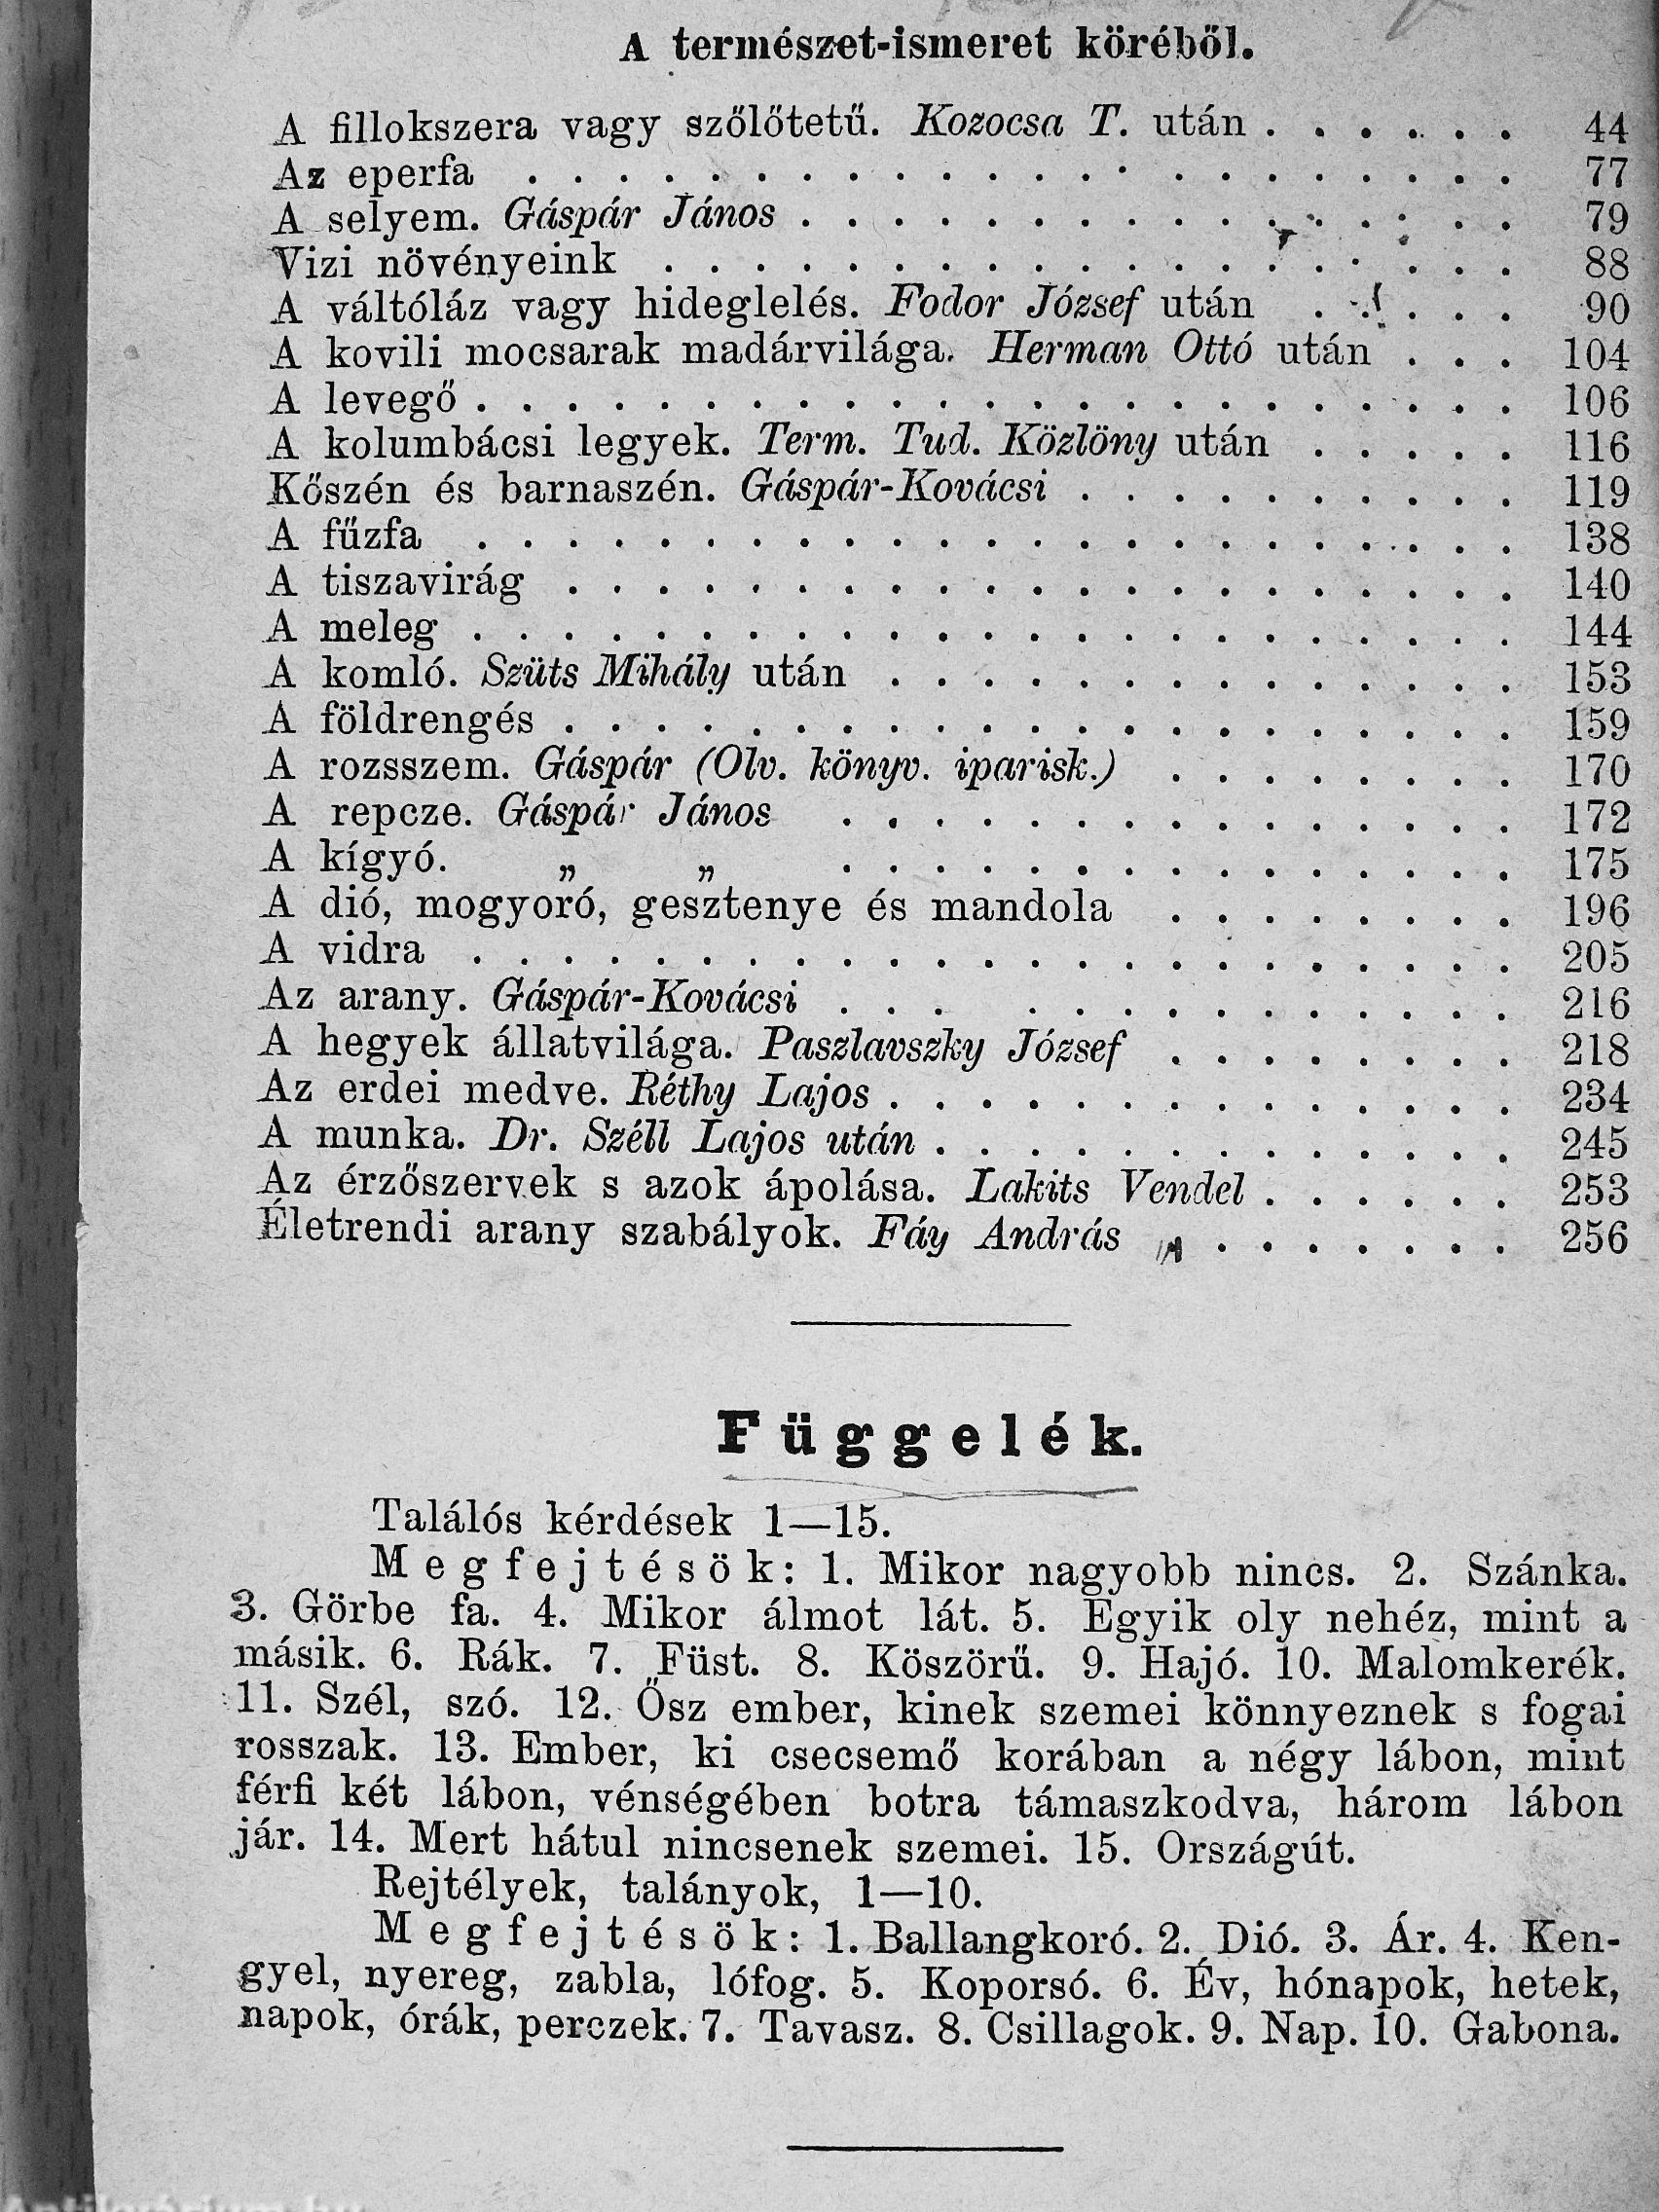 A természet-ismeret köréből.
A fillokszera vagy szőlőtetű. Kozocsa T. után . . . . . . 44
Az eperfa . . . . . . . . . . . . . . . . . . . . . . 77
A selyem. Gáspár János . . . . . . . . . . . . . . . . 79
Vizi növényeink . . . . . . . . . . . . . . . . . . . 88
A váltóláz vagy hideglelés. Fodor József után . . . . . 90
A kovili mocsarak madárvilága. Herman Ottó után . . . 104
A levegő . . . . . . . . . . . . . . . . . . . . . . . 106
A kolumbácsi legyek. Term. Tud. Közlöny után . . . . . 116
Kőszén és barnaszén. Gáspár-Kovácsi . . . . . . . . . . 119
A fűzfa . . . . . . . . . . . . . . . . . . . . . . . 138
A tiszavirág . . . . . . . . . . . . . . . . . . . . . 140
A meleg . . . . . . . . . . . . . . . . . . . . . . . 144
A komló. Szüts Mihály után . . . . . . . . . . . . . . 153
A földrengés . . . . . . . . . . . . . . . . . . . . . 159
A rozsszem. Gáspár (Olv. könyv. iparisk.) . . . . . . . . 170
A repcze. Gáspár János . . . . . . . . . . . . . . . 172
A kígyó. „ „ . . . . . . . . . . . . . . . 175
A dió, mogyoró, gesztenye és mandola . . . . . . . . 196
A vidra . . . . . . . . . . . . . . . . . . . . . . . 205
Az arany. Gáspár-Kovácsi . . . . . . . . . . . . . . 216
A hegyek állatvilága. Paszlavszky József . . . . . . . . 218
Az erdei medve. Réthy Lajos . . . . . . . . . . . . . . 234
A munka. Dr. Széll Lajos után . . . . . . . . . . . . . 245
Az érzőszervek s azok ápolása. Lakits Vendel . . . . . . 253
Életrendi arany szabályok. Fáy András . . . . . . . 256
Függelék.
Találós kérdések 1—15.
Megfejtésök: 1. Mikor nagyobb nincs. 2. Szánka.
3. Görbe fa. 4. Mikor álmot lát. 5. Egyik oly nehéz, mint a
másik. 6. Rák. 7. Füst. 8. Köszörű. 9. Hajó. 10. Malomkerék.
11. Szél, szó. 12. Ősz ember, kinek szemei könnyeznek s fogai
rosszak. 13. Ember, ki csecsemő korában a négy lábon, mint
férfi két lábon, vénségében botra támaszkodva, három lábon
jár. 14. Mert hátul nincsenek szemei. 15. Országút.
Rejtélyek, talányok, 1—10.
Megfejtésök: 1. Ballangkoró. 2. Dió. 3. Ár. 4. Ken-
gyel, nyereg, zabla, lófog. 5. Koporsó. 6. Év, hónapok, hetek,
napok, órák, perczek. 7. Tavasz. 8. Csillagok. 9. Nap. 10. Gabona.